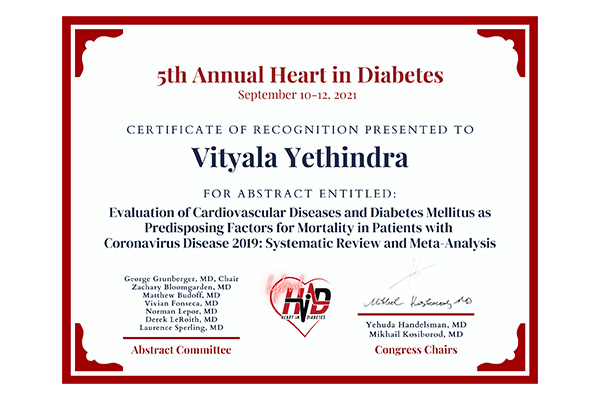 5th Annual Heart in Diabetes
September 10-12, 2021
CERTIFICATE OF RECOGNITION PRESENTED TO
Vityala Yethindra
FOR ABSTRACT ENTITLED:
Evaluation of Cardiovascular Diseases and Diabetes Mellitus as
Predisposing Factors for Mortality in Patients with
Coronavirus Disease 2019: Systematic Review and Meta-Analysis
George Grunberger, MD, Chair
Zachary Bloomgarden, MD
Matthew Budoff, MD
Vivian Fonseca, MD
Norman Lepor, MD
Derek LeRoith, MD
Laurence Sperling, MD
Abstract Committee
HiD
HEART IN DIABETES
Mikhail Kosiborod MD
Yehuda Handelsman, MD
Mikhail Kosiborod, MD
Congress Chairs